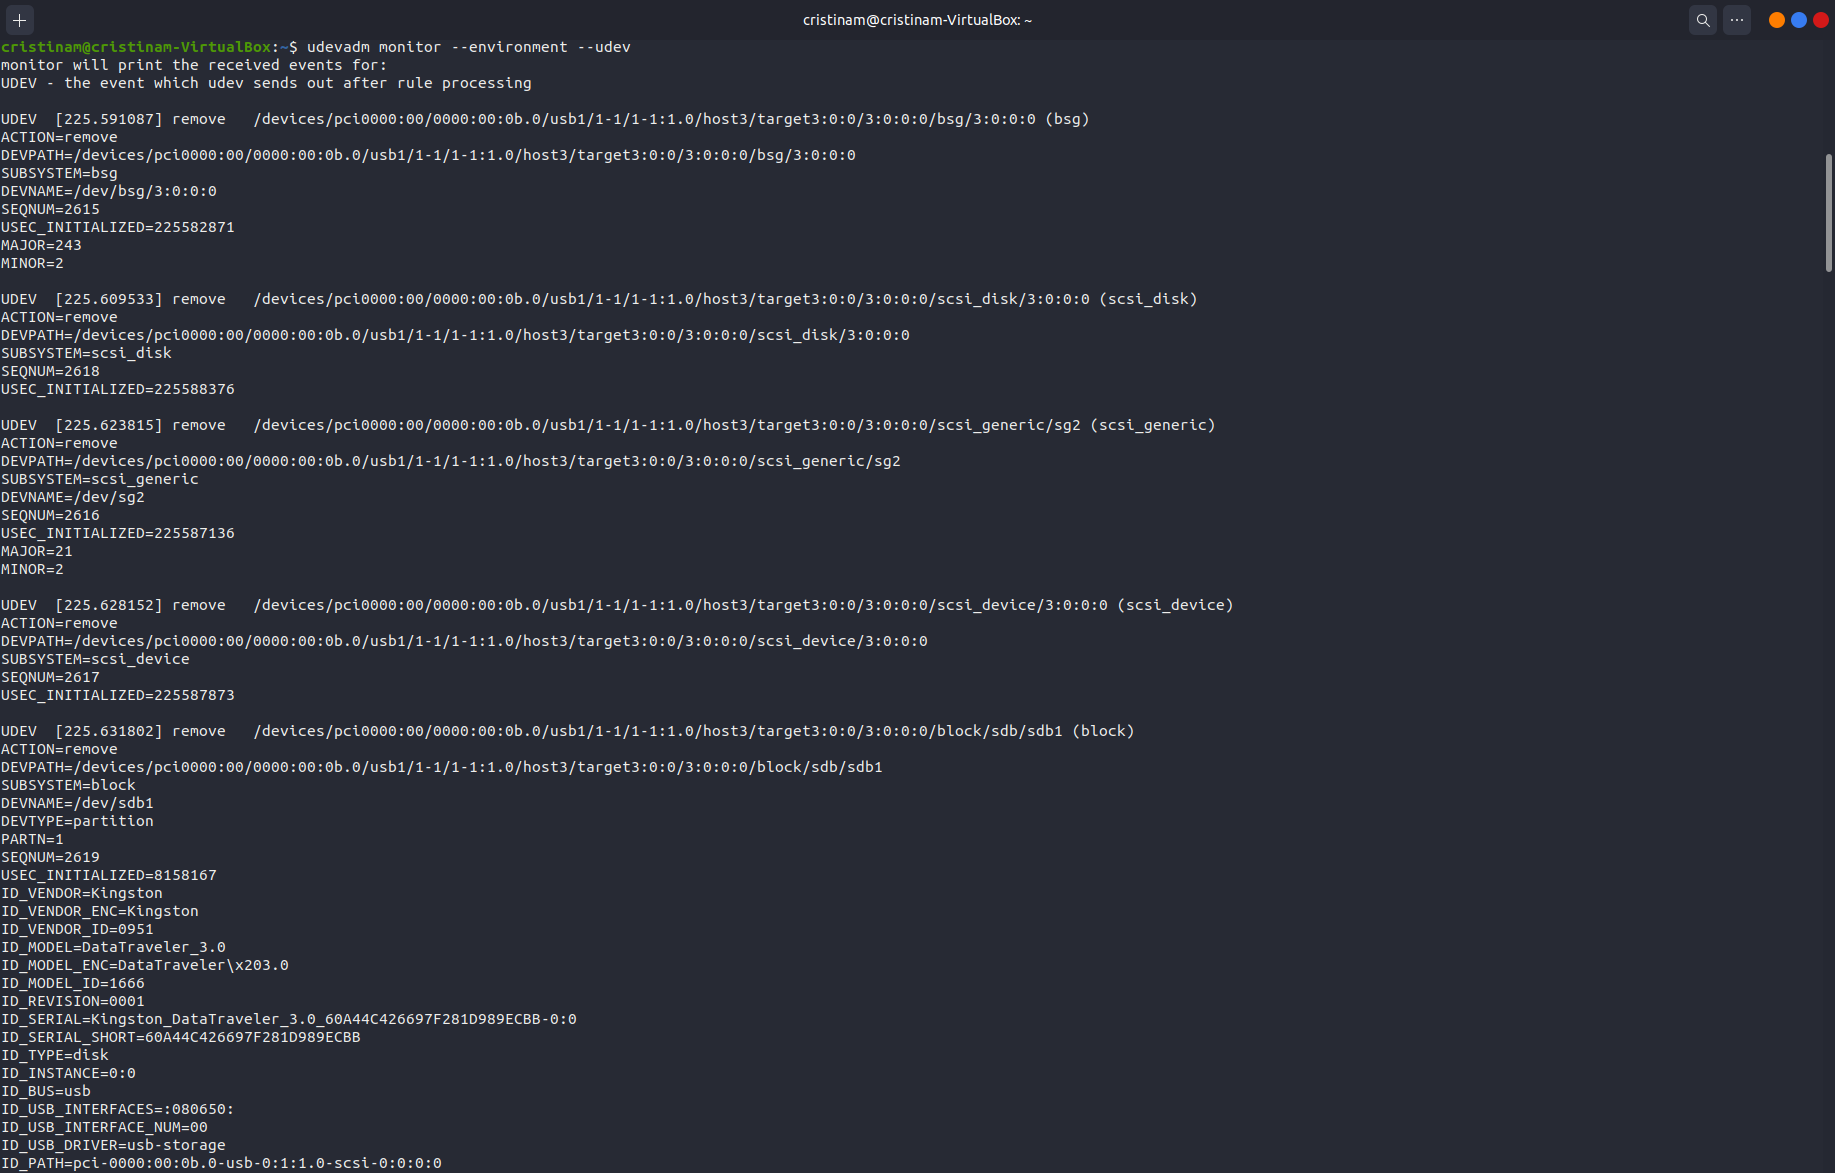 cristinam@cristinam-VirtualBox: ~
cristinam@cristinam-VirtualBox:~$ udevadm monitor --environment --udev
monitor will print the received events for:
UDEV - the event which udev sends out after rule processing

UDEV  [225.591087] remove   /devices/pci0000:00/0000:00:0b.0/usb1/1-1/1-1:1.0/host3/target3:0:0/3:0:0:0/bsg/3:0:0:0 (bsg)
ACTION=remove
DEVPATH=/devices/pci0000:00/0000:00:0b.0/usb1/1-1/1-1:1.0/host3/target3:0:0/3:0:0:0/bsg/3:0:0:0
SUBSYSTEM=bsg
DEVNAME=/dev/bsg/3:0:0:0
SEQNUM=2615
USEC_INITIALIZED=225582871
MAJOR=243
MINOR=2

UDEV  [225.609533] remove   /devices/pci0000:00/0000:00:0b.0/usb1/1-1/1-1:1.0/host3/target3:0:0/3:0:0:0/scsi_disk/3:0:0:0 (scsi_disk)
ACTION=remove
DEVPATH=/devices/pci0000:00/0000:00:0b.0/usb1/1-1/1-1:1.0/host3/target3:0:0/3:0:0:0/scsi_disk/3:0:0:0
SUBSYSTEM=scsi_disk
SEQNUM=2618
USEC_INITIALIZED=225588376

UDEV  [225.623815] remove   /devices/pci0000:00/0000:00:0b.0/usb1/1-1/1-1:1.0/host3/target3:0:0/3:0:0:0/scsi_generic/sg2 (scsi_generic)
ACTION=remove
DEVPATH=/devices/pci0000:00/0000:00:0b.0/usb1/1-1/1-1:1.0/host3/target3:0:0/3:0:0:0/scsi_generic/sg2
SUBSYSTEM=scsi_generic
DEVNAME=/dev/sg2
SEQNUM=2616
USEC_INITIALIZED=225587136
MAJOR=21
MINOR=2

UDEV  [225.628152] remove   /devices/pci0000:00/0000:00:0b.0/usb1/1-1/1-1:1.0/host3/target3:0:0/3:0:0:0/scsi_device/3:0:0:0 (scsi_device)
ACTION=remove
DEVPATH=/devices/pci0000:00/0000:00:0b.0/usb1/1-1/1-1:1.0/host3/target3:0:0/3:0:0:0/scsi_device/3:0:0:0
SUBSYSTEM=scsi_device
SEQNUM=2617
USEC_INITIALIZED=225587873

UDEV  [225.631802] remove   /devices/pci0000:00/0000:00:0b.0/usb1/1-1/1-1:1.0/host3/target3:0:0/3:0:0:0/block/sdb/sdb1 (block)
ACTION=remove
DEVPATH=/devices/pci0000:00/0000:00:0b.0/usb1/1-1/1-1:1.0/host3/target3:0:0/3:0:0:0/block/sdb/sdb1
SUBSYSTEM=block
DEVNAME=/dev/sdb1
DEVTYPE=partition
PARTN=1
SEQNUM=2619
USEC_INITIALIZED=8158167
ID_VENDOR=Kingston
ID_VENDOR_ENC=Kingston
ID_VENDOR_ID=0951
ID_MODEL=DataTraveler_3.0
ID_MODEL_ENC=DataTraveler\x203.0
ID_MODEL_ID=1666
ID_REVISION=0001
ID_SERIAL=Kingston_DataTraveler_3.0_60A44C426697F281D989ECBB-0:0
ID_SERIAL_SHORT=60A44C426697F281D989ECBB
ID_TYPE=disk
ID_INSTANCE=0:0
ID_BUS=usb
ID_USB_INTERFACES=:080650:
ID_USB_INTERFACE_NUM=00
ID_USB_DRIVER=usb-storage
ID_PATH=pci-0000:00:0b.0-usb-0:1:1.0-scsi-0:0:0:0